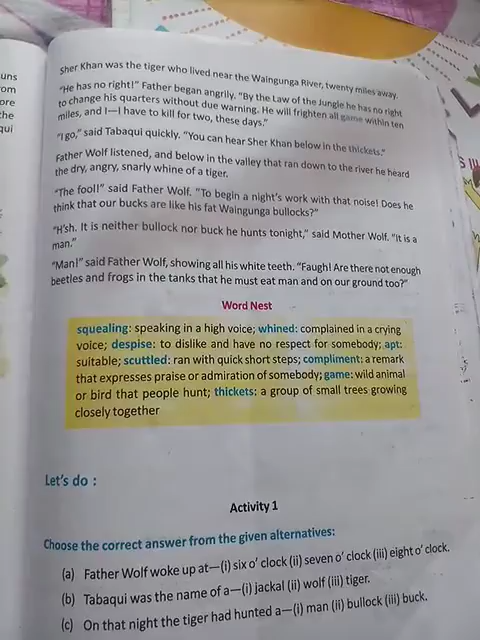 uns
om
ore
he
qui
Sher Khan was the tiger who lived near the Waingunga River, twenty miles away.
"He has no right!" Father began angrily. "By the Law of the Jungle he has no right
to change his quarters without due warning. He will frighten all game within ten
miles, and I—I have to kill for two, these days."
"I go," said Tabaqui quickly. "You can hear Sher Khan below in the thickets."
Father Wolf listened, and below in the valley that ran down to the river he heard
the dry, angry, snarly whine of a tiger.
"The fool!" said Father Wolf. "To begin a night's work with that noise! Does he
think that our bucks are like his fat Waingunga bullocks?"
"H'sh. It is neither bullock nor buck he hunts tonight," said Mother Wolf. "It is a
man."
"Man!" said Father Wolf, showing all his white teeth. "Faugh! Are there not enough
beetles and frogs in the tanks that he must eat man and on our ground too?"
Word Nest
squealing: speaking in a high voice; whined: complained in a crying
voice; despise: to dislike and have no respect for somebody; apt:
suitable; scuttled: ran with quick short steps; compliment: a remark
that expresses praise or admiration of somebody; game: wild animal
or bird that people hunt; thickets: a group of small trees growing
closely together
Let's do :
Activity 1
Choose the correct answer from the given alternatives:
(a) Father Wolf woke up at—(i) six o' clock (ii) seven o' clock (iii) eight o' clock.
(b) Tabaqui was the name of a—(i) jackal (ii) wolf (iii) tiger.
(c) On that night the tiger had hunted a—(i) man (ii) bullock (iii) buck.